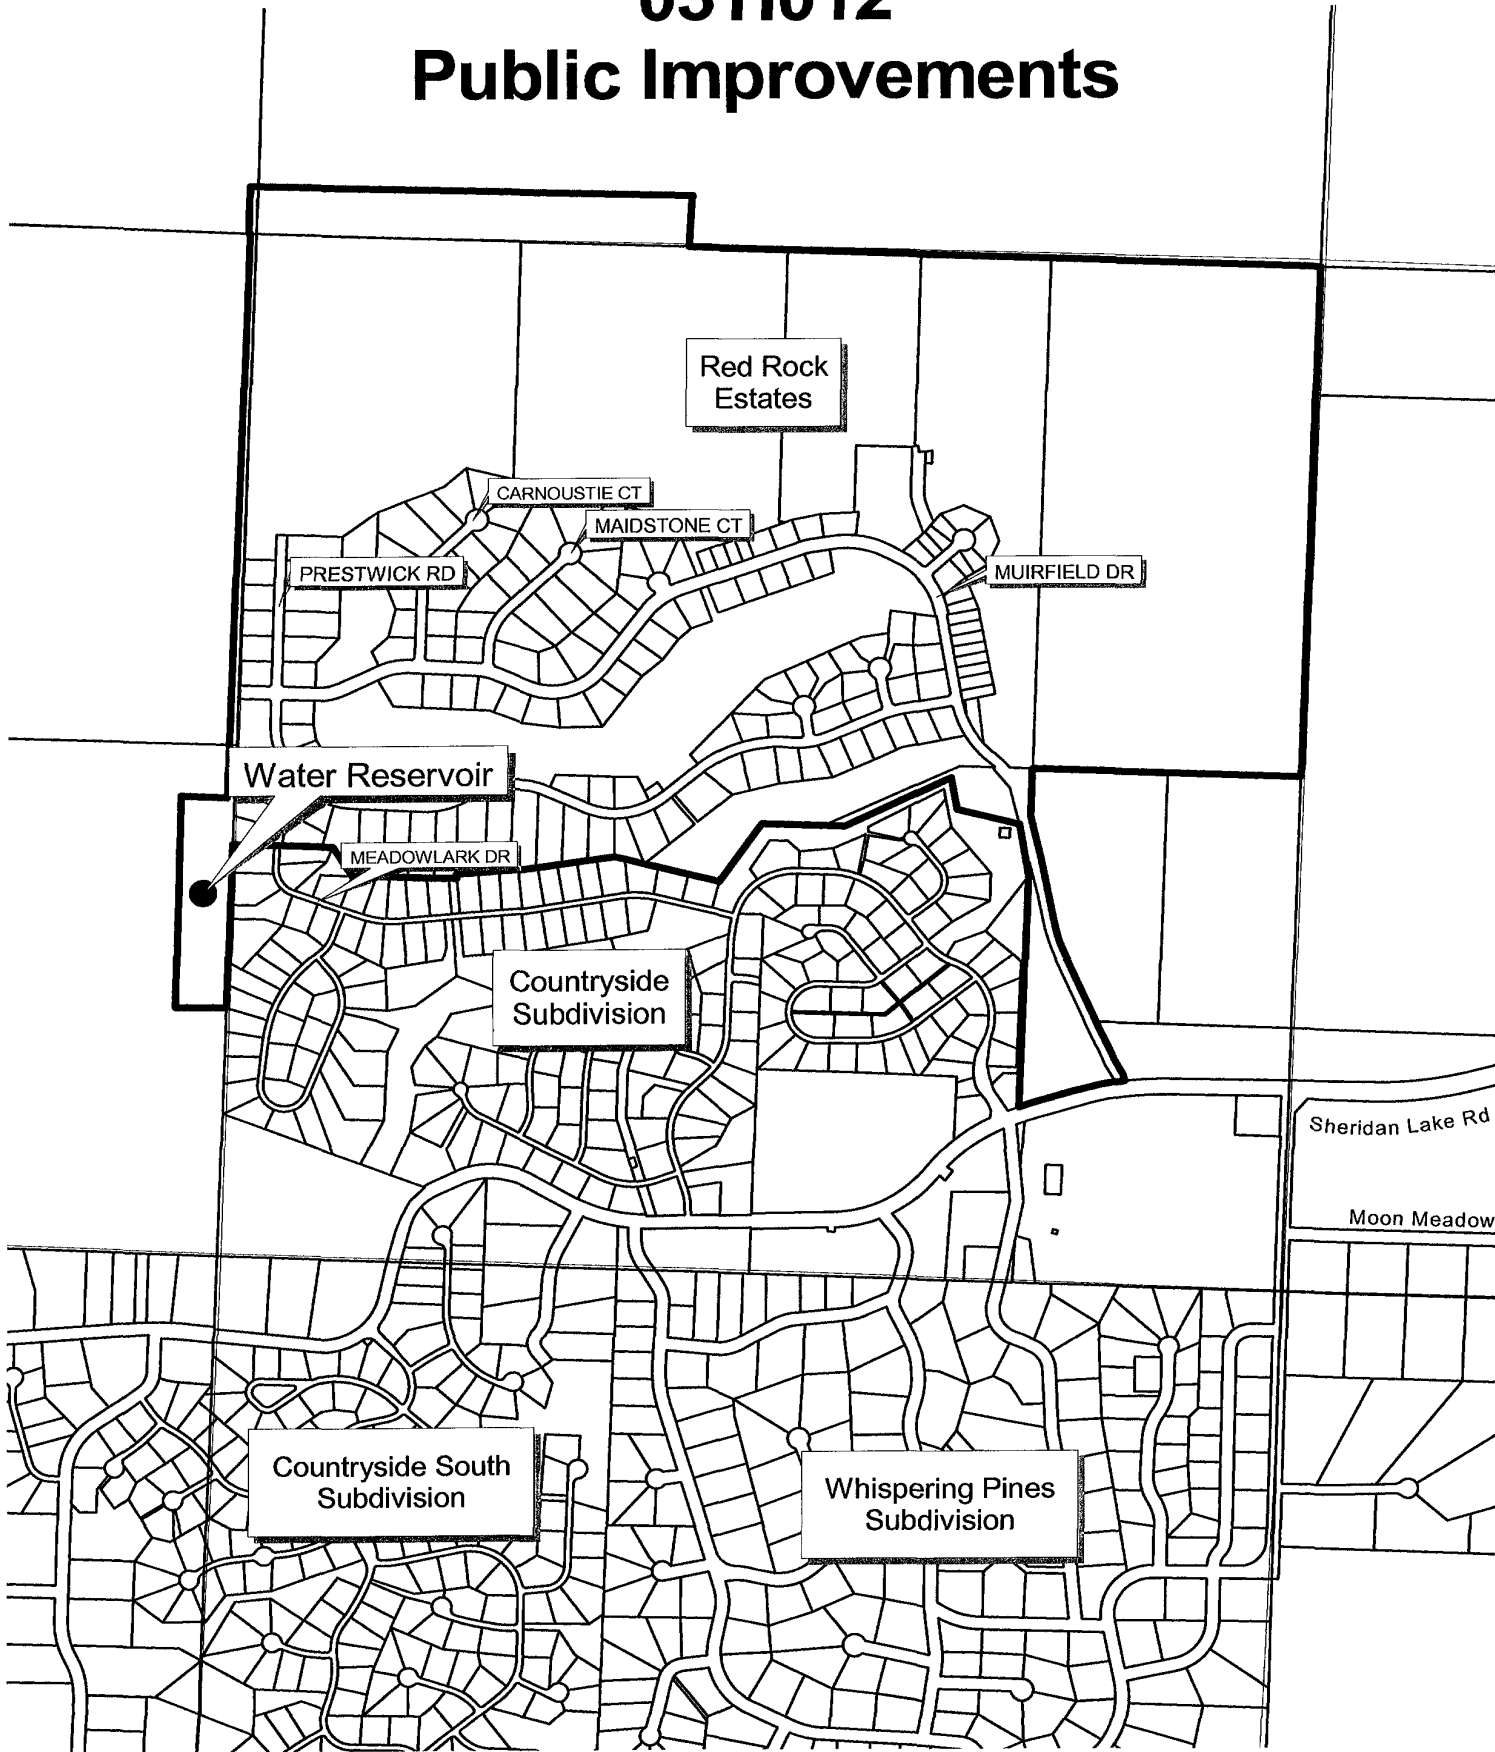 Public Improvements
Red Rock
Estates
CARNOUSTIE CT
MAIDSTONE CT
PRESTWICK RD
MUIRFIELD DR
Water Reservoir
MEADOWLARK DR
Countryside
Subdivision
Sheridan Lake Rd
Moon Meadow
Countryside South
Subdivision
Whispering Pines
Subdivision